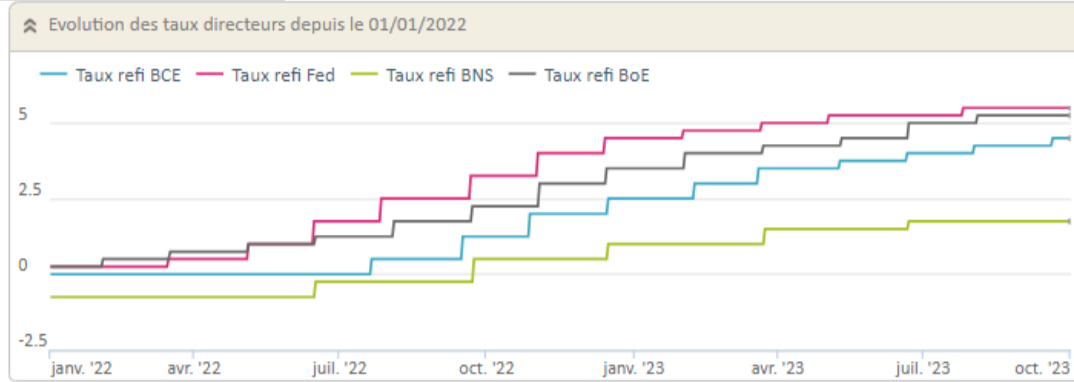 Evolution des taux directeurs depuis le 01/01/2022
Taux refi BCE Taux refi Fed Taux refi BNS Taux refi BoE
5
2.5
0
-2.5
janv. '22 avr. '22 juil. '22 oct. '22 janv. '23 avr. '23 juil. '23 oct. '23